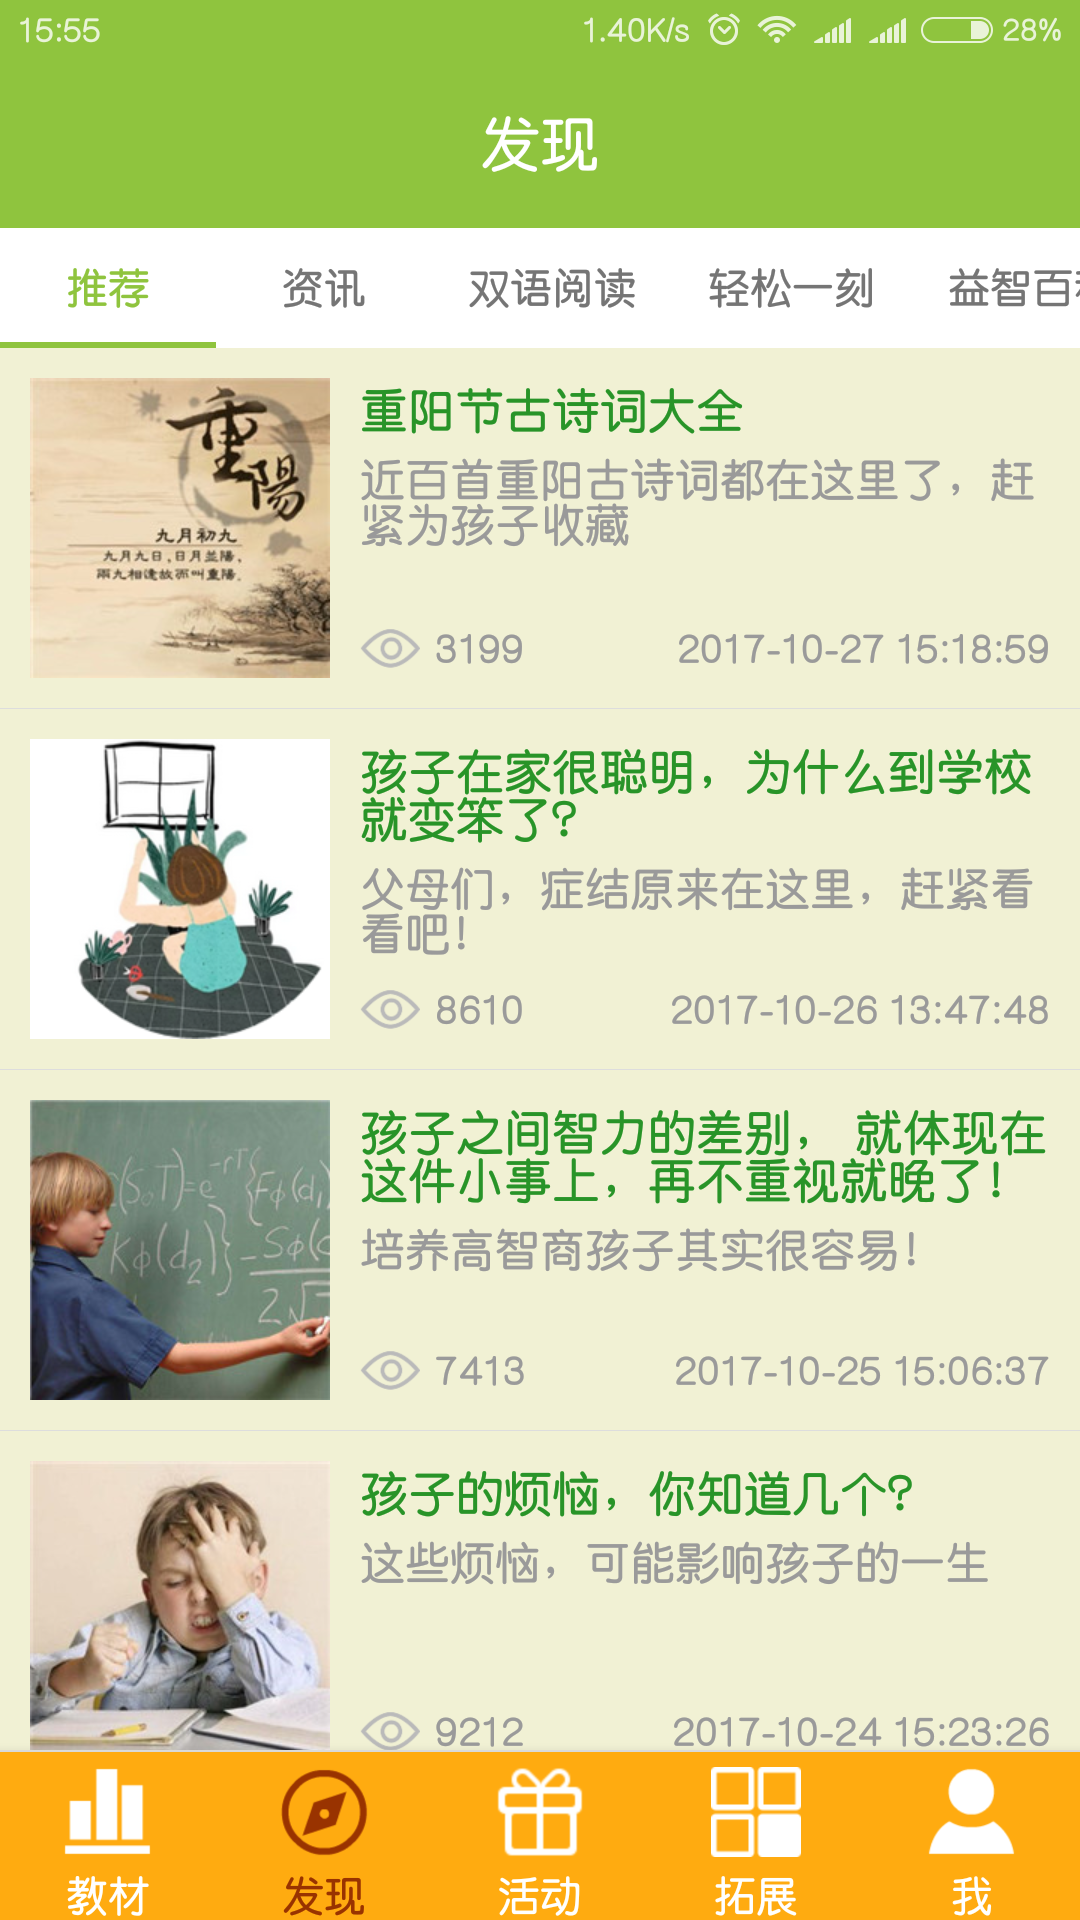 15:55 1.40K/s 28%
发现
推荐 资讯 双语阅读 轻松一刻 益智百
重陽
九月初九
九月九日,日月並陽,
兩九相逢故而叫重陽。
重阳节古诗词大全
近百首重阳古诗词都在这里了，赶
紧为孩子收藏
3199 2017-10-27 15:18:59
孩子在家很聪明，为什么到学校
就变笨了?
父母们，症结原来在这里，赶紧看
看吧!
8610 2017-10-26 13:47:48
孩子之间智力的差别， 就体现在
这件小事上，再不重视就晚了!
培养高智商孩子其实很容易!
7413 2017-10-25 15:06:37
孩子的烦恼，你知道几个?
这些烦恼，可能影响孩子的一生
9212 2017-10-24 15:23:26
教材 发现 活动 拓展 我